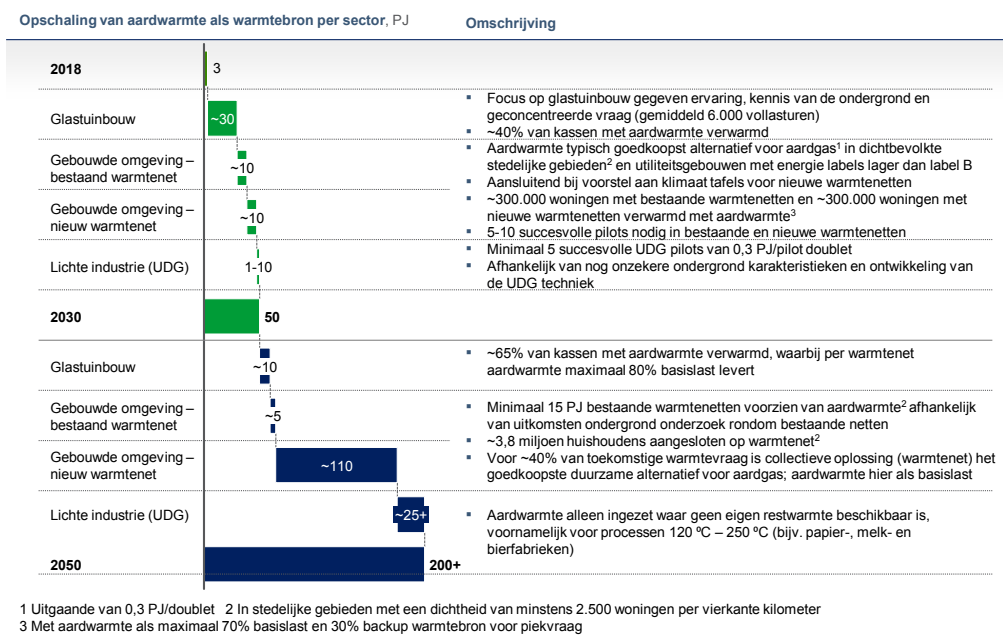 Opschaling van aardwarmte als warmtebron per sector, PJ
Omschrijving
2018
3
Glastuinbouw
~30
▪ Focus op glastuinbouw gegeven ervaring, kennis van de ondergrond en
geconcentreerde vraag (gemiddeld 6.000 vollasturen)
▪ ~40% van kassen met aardwarmte verwarmd
Gebouwde omgeving –
bestaand warmtenet
~10
▪ Aardwarmte typisch goedkoopst alternatief voor aardgas¹ in dichtbevolkte
stedelijke gebieden² en utiliteitsgebouwen met energie labels lager dan label B
▪ Aansluitend bij voorstel aan klimaat tafels voor nieuwe warmtenetten
Gebouwde omgeving –
nieuw warmtenet
~10
▪ ~300.000 woningen met bestaande warmtenetten en ~300.000 woningen met
nieuwe warmtenetten verwarmd met aardwarmte³
▪ 5-10 succesvolle pilots nodig in bestaande en nieuwe warmtenetten
Lichte industrie (UDG)
1-10
▪ Minimaal 5 succesvolle UDG pilots van 0,3 PJ/pilot doublet
▪ Afhankelijk van nog onzekere ondergrond karakteristieken en ontwikkeling van
de UDG techniek
2030
50
Glastuinbouw
~10
▪ ~65% van kassen met aardwarmte verwarmd, waarbij per warmtenet
aardwarmte maximaal 80% basislast levert
Gebouwde omgeving –
bestaand warmtenet
~5
▪ Minimaal 15 PJ bestaande warmtenetten voorzien van aardwarmte² afhankelijk
van uitkomsten ondergrond onderzoek rondom bestaande netten
▪ ~3,8 miljoen huishoudens aangesloten op warmtenet²
Gebouwde omgeving –
nieuw warmtenet
~110
▪ Voor ~40% van toekomstige warmtevraag is collectieve oplossing (warmtenet) het
goedkoopste duurzame alternatief voor aardgas; aardwarmte hier als basislast
Lichte industrie (UDG)
~25+
▪ Aardwarmte alleen ingezet waar geen eigen restwarmte beschikbaar is,
voornamelijk voor processen 120 ºC – 250 ºC (bijv. papier-, melk- en
bierfabrieken)
2050
200+
1 Uitgaande van 0,3 PJ/doublet 2 In stedelijke gebieden met een dichtheid van minstens 2.500 woningen per vierkante kilometer
3 Met aardwarmte als maximaal 70% basislast en 30% backup warmtebron voor piekvraag